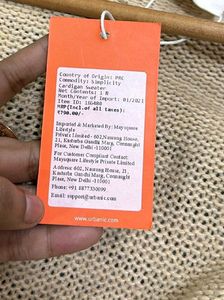 Country of Origin: PRC
Commodity: Simplicity
Cardigan Sweater
Net Contents: 1 N
Month/Year of Import: 01/2021
Item ID: 166488
MRP(Incl.of all taxes):
₹790.00/-
Imported & Marketed By: Maysquare
Lifestyle
Private Limited - 602, Naurang House,
21, Kasturba Gandhi Marg, Connaught
Place, New Delhi -110001
For Customer Complaint Contact:
Maysquare Lifestyle Private Limited
Address: 602, Naurang House,
21, Kasturba Gandhi Marg, Connaught
Place, New Delhi -110001
Phone: +91 8877330099
Email: support@urbanic.com
www.urbanic.com